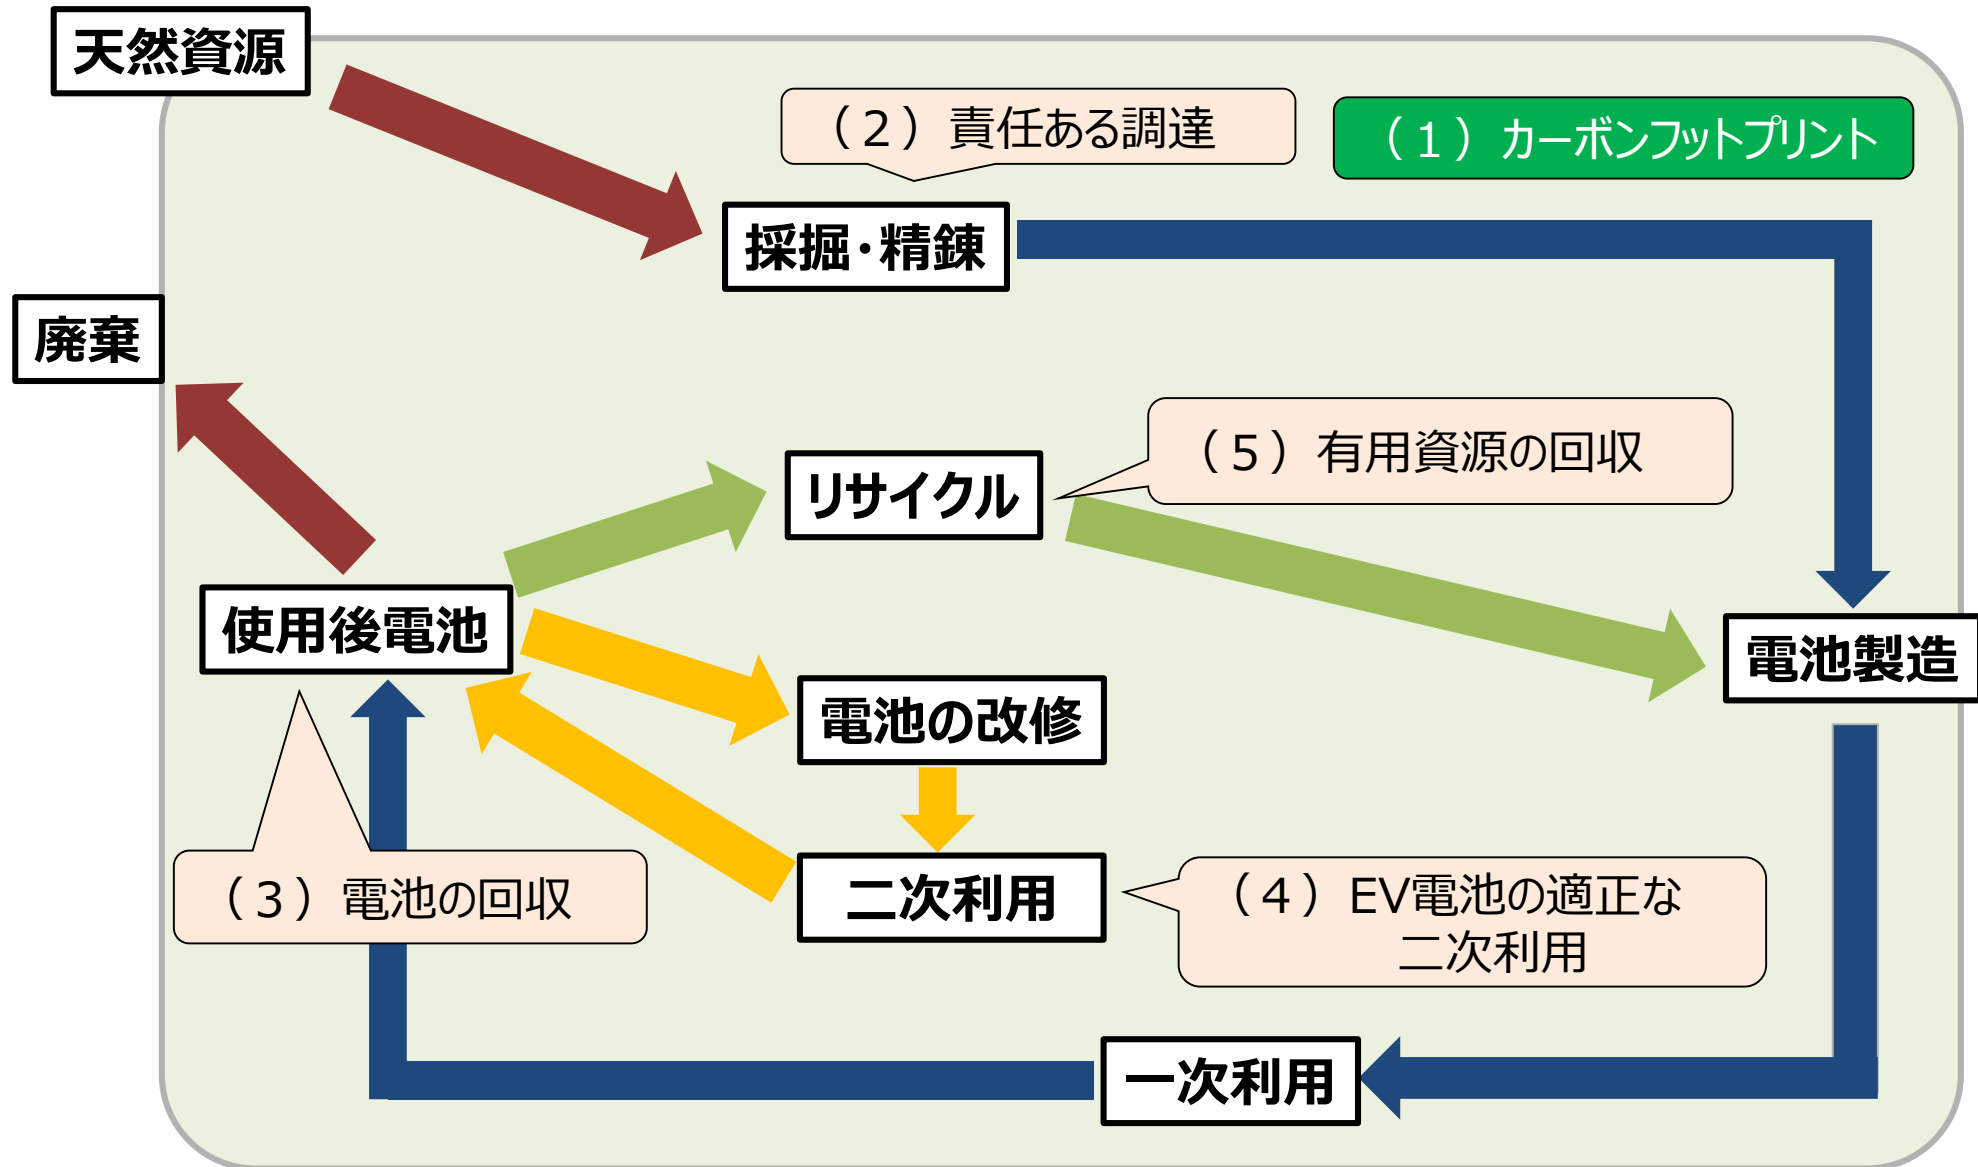 天然資源
（２）責任ある調達
（１）カーボンフットプリント
採掘・精錬
廃棄
（５）有用資源の回収
リサイクル
使用後電池
電池製造
電池の改修
（３）電池の回収
二次利用
（４）EV電池の適正な
二次利用
一次利用